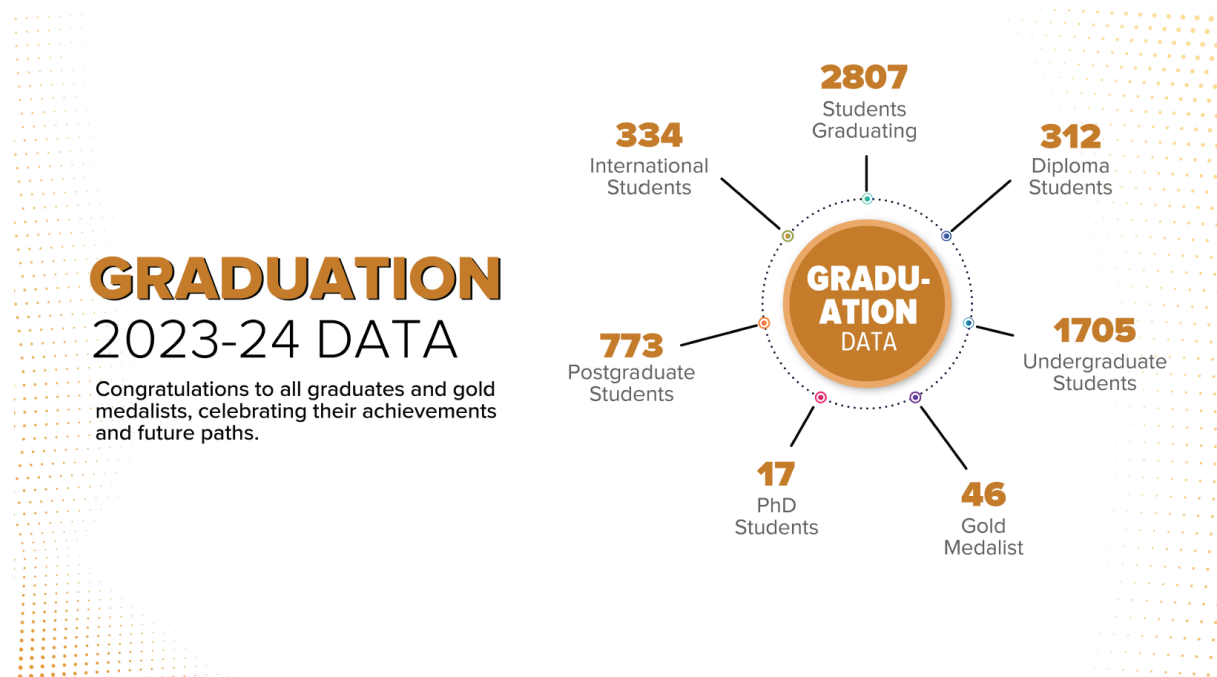 GRADUATION
2023-24 DATA
Congratulations to all graduates and gold
medalists, celebrating their achievements
and future paths.
2807
Students
Graduating
312
Diploma
Students
1705
Undergraduate
Students
46
Gold
Medalist
17
PhD
Students
773
Postgraduate
Students
334
International
Students
GRADU-
ATION
DATA